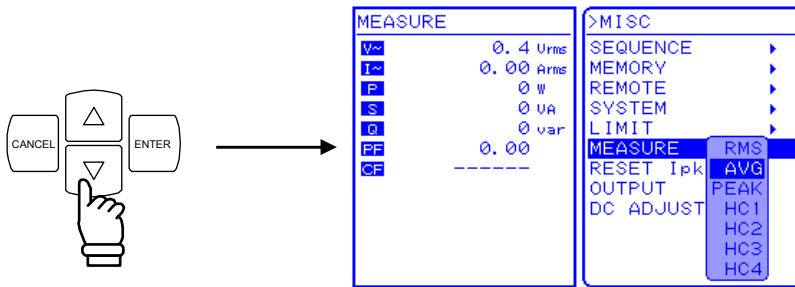 CANCEL
ENTER
MEASURE
V~ 0.4 Vrms
I~ 0.00 Arms
P 0 W
S 0 VA
Q 0 var
PF 0.00
CF ------
>MISC
SEQUENCE
MEMORY
REMOTE
SYSTEM
LIMIT
MEASURE RMS
RESET Ipk AVG
OUTPUT PEAK
DC ADJUST HC1
HC2
HC3
HC4